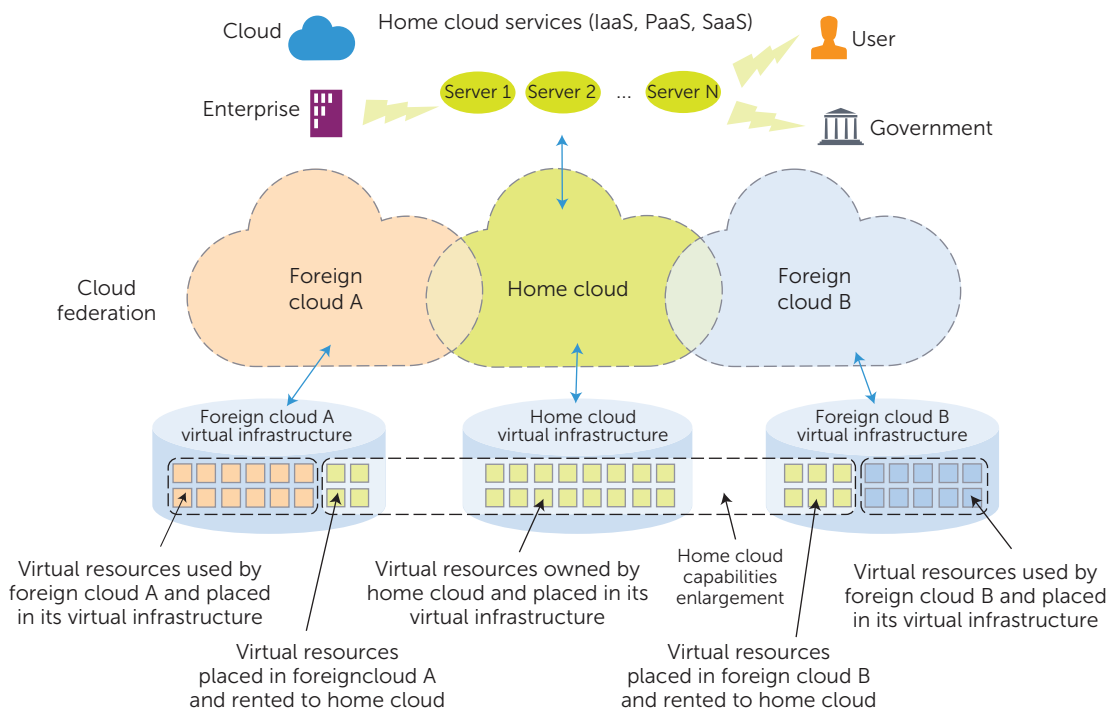 Home cloud services (IaaS, PaaS, SaaS)
Cloud
User
Enterprise
Server 1
Server 2
...
Server N
Government
Cloud
federation
Foreign
cloud A
Home cloud
Foreign
cloud B
Foreign cloud A
virtual infrastructure
Home cloud
virtual infrastructure
Foreign cloud B
virtual infrastructure
Virtual resources used by
foreign cloud A and placed
in its virtual infrastructure
Virtual resources owned by
home cloud and placed in its
virtual infrastructure
Home cloud
capabilities
enlargement
Virtual resources used by
foreign cloud B and placed
in its virtual infrastructure
Virtual resources
placed in foreigncloud A
and rented to home cloud
Virtual resources
placed in foreign cloud B
and rented to home cloud